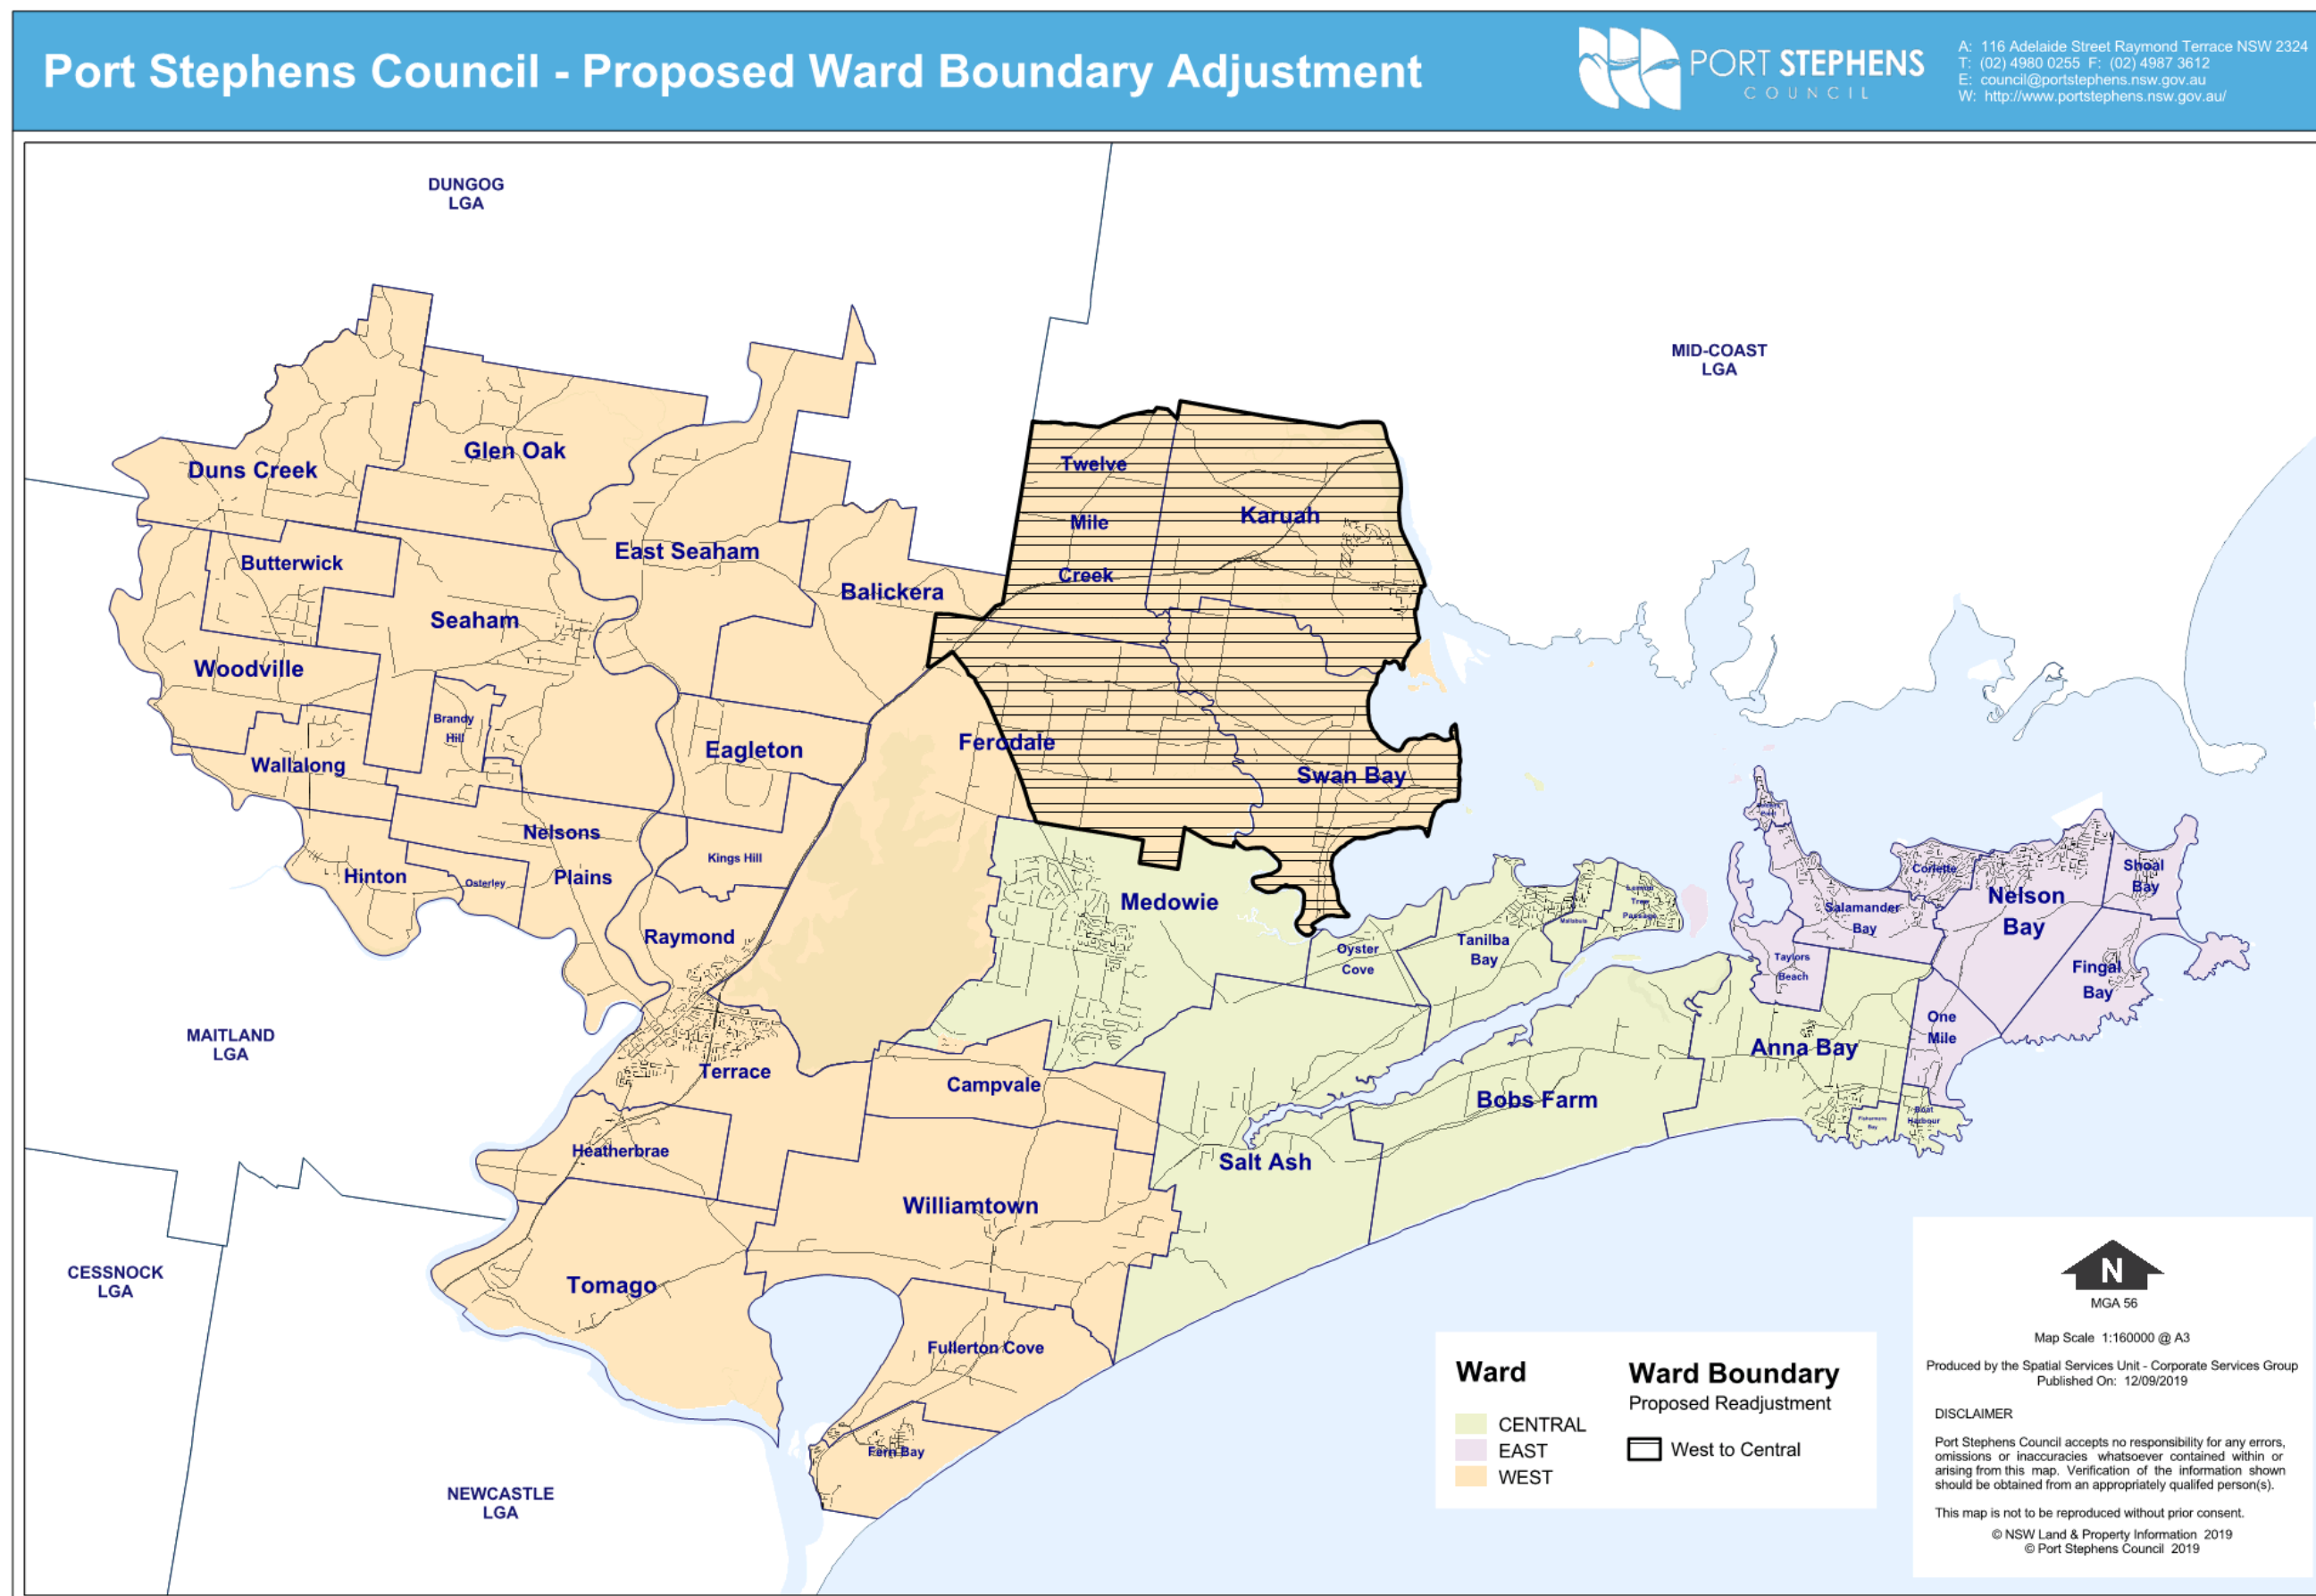 Port Stephens Council - Proposed Ward Boundary Adjustment
PORT STEPHENS
COUNCIL
A: 116 Adelaide Street Raymond Terrace NSW 2324
T: (02) 4980 0255 F: (02) 4987 3612
E: council@portstephens.nsw.gov.au
W: http://www.portstephens.nsw.gov.au/
DUNGOG
LGA
MID-COAST
LGA
Duns Creek
Glen Oak
Twelve
Mile
Creek
Karuah
East Seaham
Butterwick
Balickera
Seaham
Woodville
Brandy
Hill
Wallalong
Eagleton
Ferodale
Swan Bay
Nelsons
Plains
Kings Hill
Hinton
Osterley
Medowie
Raymond
Terrace
Oyster
Cove
Tanilba
Bay
Mallabula
Lemon
Tree
Passage
Corlette
Salamander
Bay
Nelson
Bay
Shoal
Bay
Taylors
Beach
Fingal
Bay
One
Mile
Anna Bay
MAITLAND
LGA
Campvale
Bobs Farm
Fishermans
Bay
Boat
Harbour
Heatherbrae
Salt Ash
Williamtown
CESSNOCK
LGA
Tomago
Fullerton Cove
Fern Bay
NEWCASTLE
LGA
Ward
CENTRAL
EAST
WEST
Ward Boundary
Proposed Readjustment
West to Central
N
MGA 56
Map Scale 1:160000 @ A3
Produced by the Spatial Services Unit - Corporate Services Group
Published On: 12/09/2019
DISCLAIMER
Port Stephens Council accepts no responsibility for any errors,
omissions or inaccuracies whatsoever contained within or
arising from this map. Verification of the information shown
should be obtained from an appropriately qualifed person(s).
This map is not to be reproduced without prior consent.
© NSW Land & Property Information 2019
© Port Stephens Council 2019